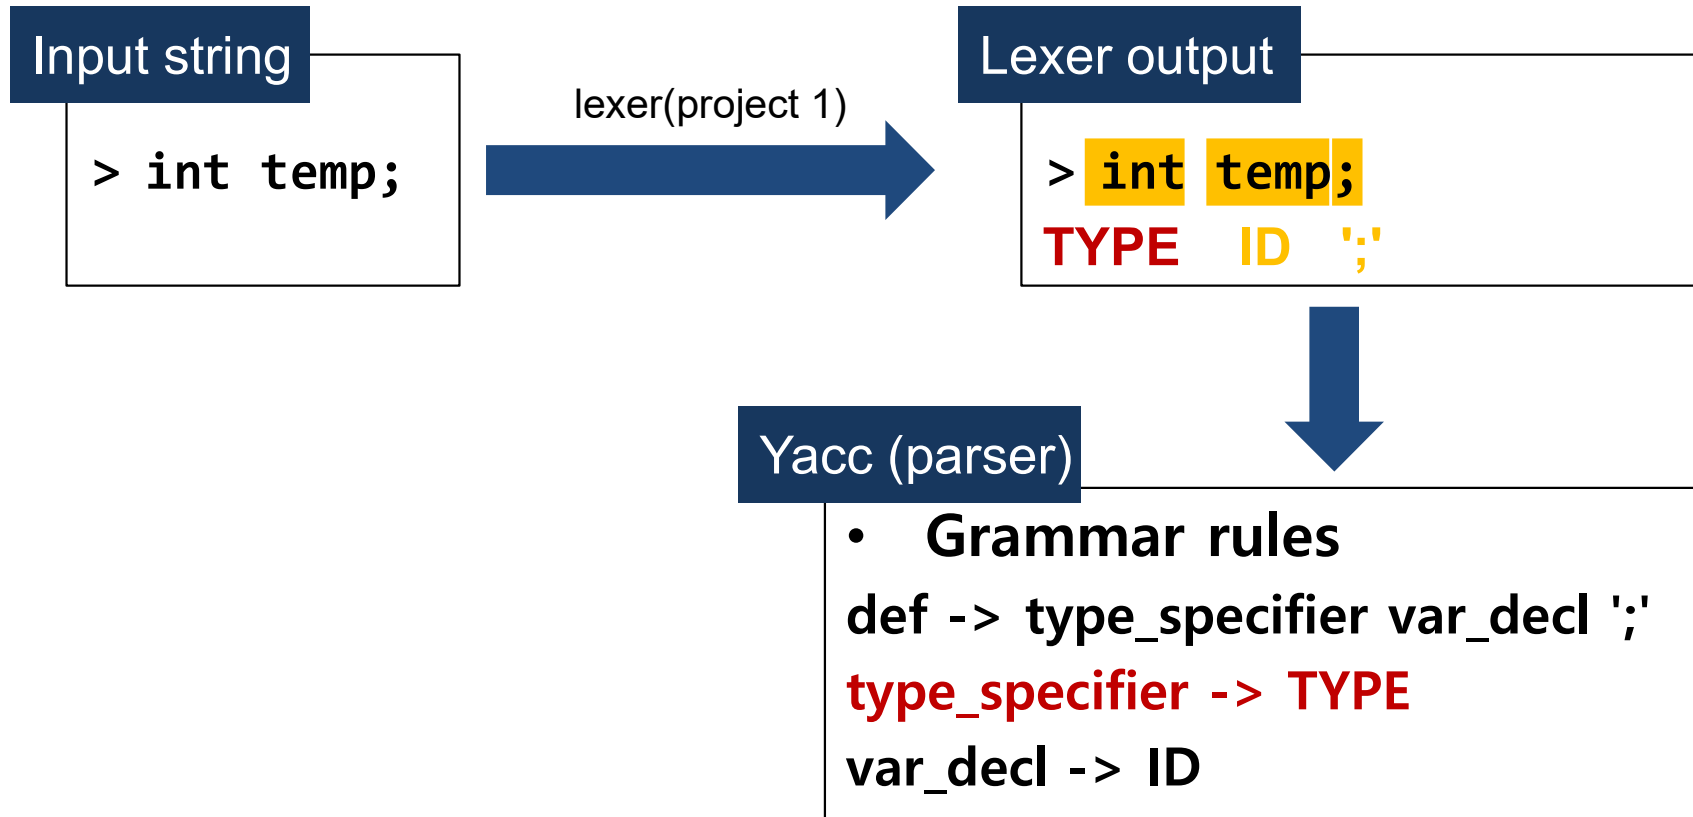 Input string
> int temp;
lexer(project 1)
Lexer output
> int temp;
TYPE ID ';'
Yacc (parser)
• Grammar rules
def -> type_specifier var_decl ';'
type_specifier -> TYPE
var_decl -> ID